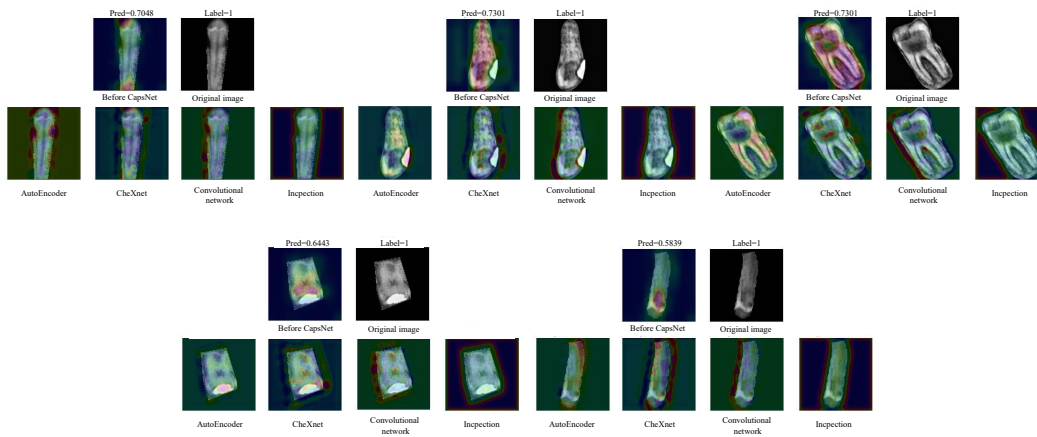 Pred=0.7048 Label=1
Before CapsNet Original image
AutoEncoder CheXnet Convolutional network Incpection
Pred=0.7301 Label=1
Before CapsNet Original image
AutoEncoder CheXnet Convolutional network Incpection
Pred=0.7301 Label=1
Before CapsNet Original image
AutoEncoder CheXnet Convolutional network Incpection
Pred=0.6443 Label=1
Before CapsNet Original image
AutoEncoder CheXnet Convolutional network Incpection
Pred=0.5839 Label=1
Before CapsNet Original image
AutoEncoder CheXnet Convolutional network Incpection